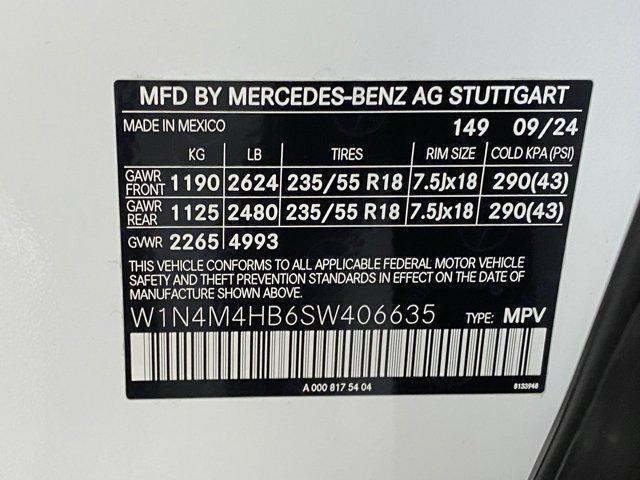 MFD BY MERCEDES-BENZ AG STUTTGART
MADE IN MEXICO 149 09/24
KG LB TIRES RIM SIZE COLD KPA(PSI)
GAWR FRONT 1190 2624 235/55 R18 7.5Jx18 290(43)
GAWR REAR 1125 2480 235/55 R18 7.5Jx18 290(43)
GVWR 2265 4993
THIS VEHICLE CONFORMS TO ALL APPLICABLE FEDERAL MOTOR VEHICLE
SAFETY AND THEFT PREVENTION STANDARDS IN EFFECT ON THE DATE
OF MANUFACTURE SHOWN ABOVE.
W1N4M4HB6SW406635 TYPE: MPV
A 000 817 54 04 8133948